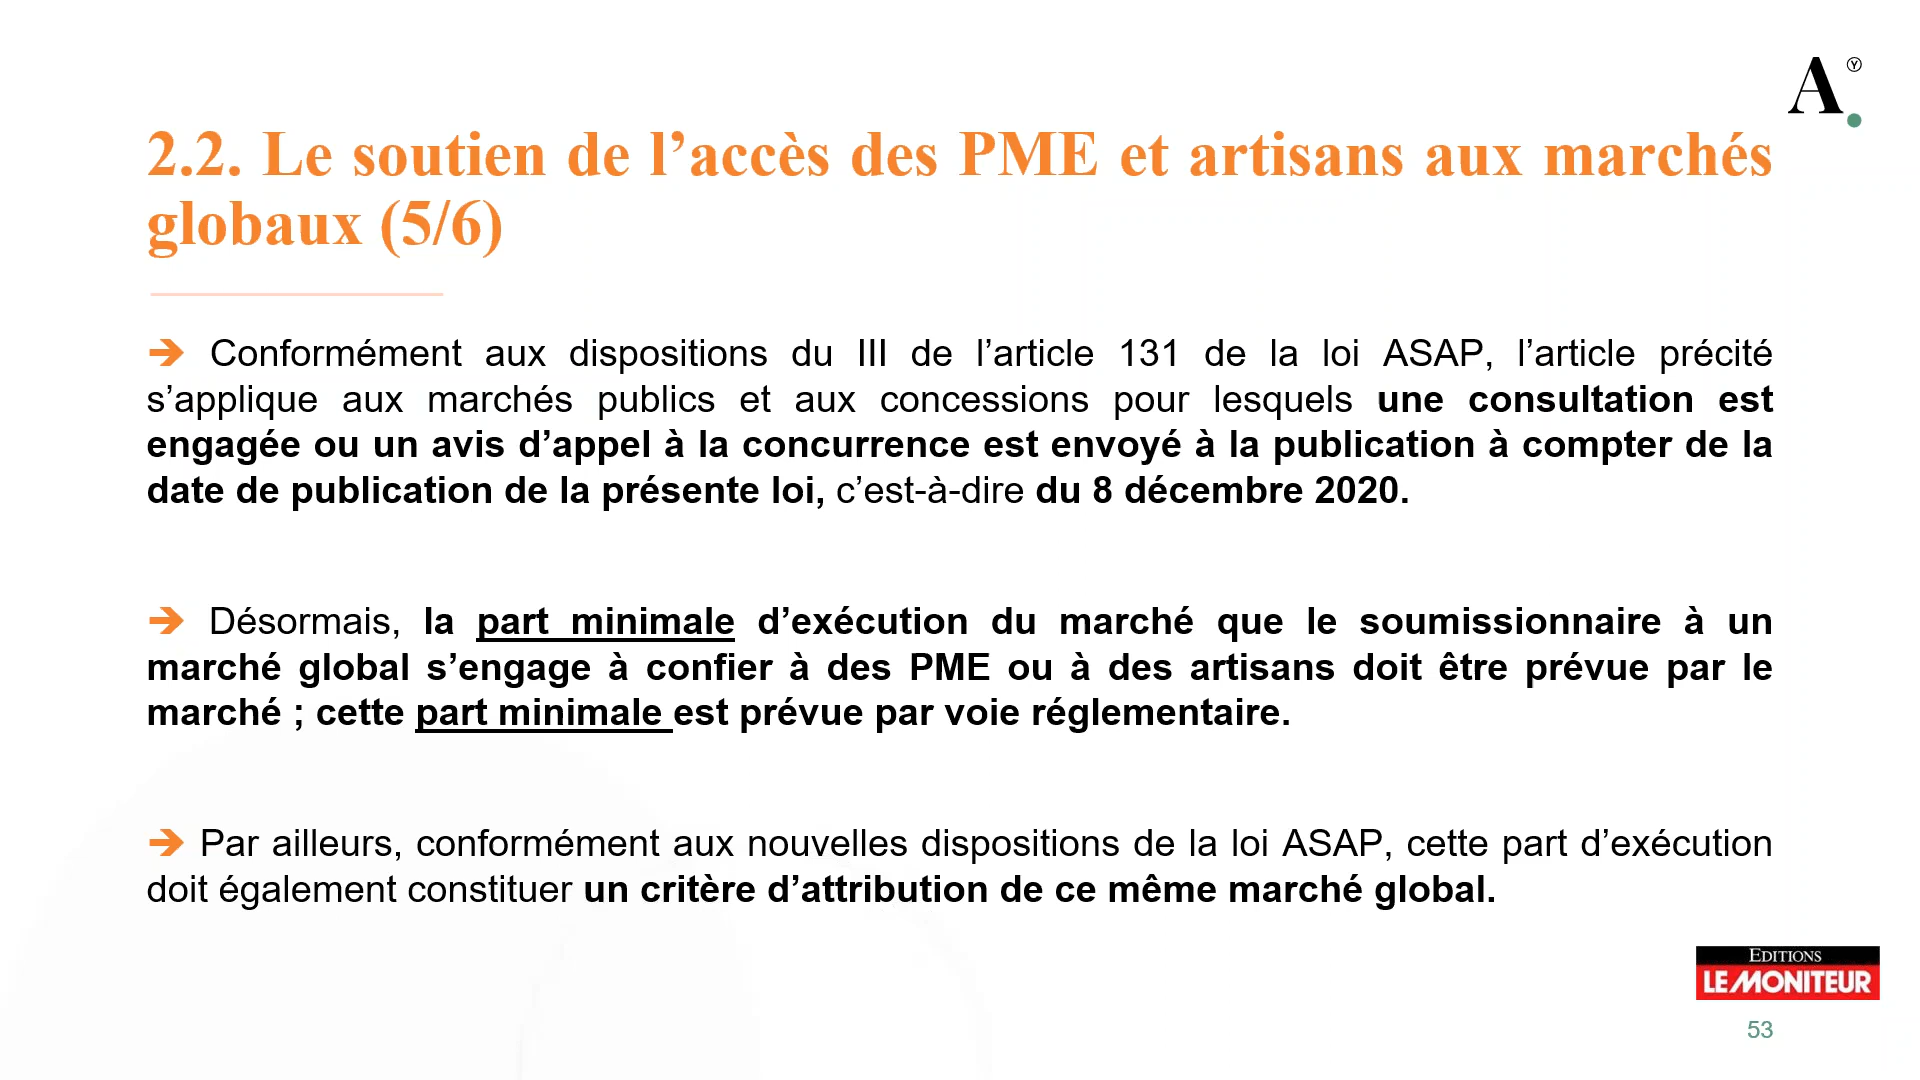 A Y
2.2. Le soutien de l’accès des PME et artisans aux marchés
globaux (5/6)
➔ Conformément aux dispositions du III de l’article 131 de la loi ASAP, l’article précité
s’applique aux marchés publics et aux concessions pour lesquels une consultation est
engagée ou un avis d’appel à la concurrence est envoyé à la publication à compter de la
date de publication de la présente loi, c’est-à-dire du 8 décembre 2020.
➔ Désormais, la part minimale d’exécution du marché que le soumissionnaire à un
marché global s’engage à confier à des PME ou à des artisans doit être prévue par le
marché ; cette part minimale est prévue par voie réglementaire.
➔ Par ailleurs, conformément aux nouvelles dispositions de la loi ASAP, cette part d’exécution
doit également constituer un critère d’attribution de ce même marché global.
EDITIONS
LE MONITEUR
53